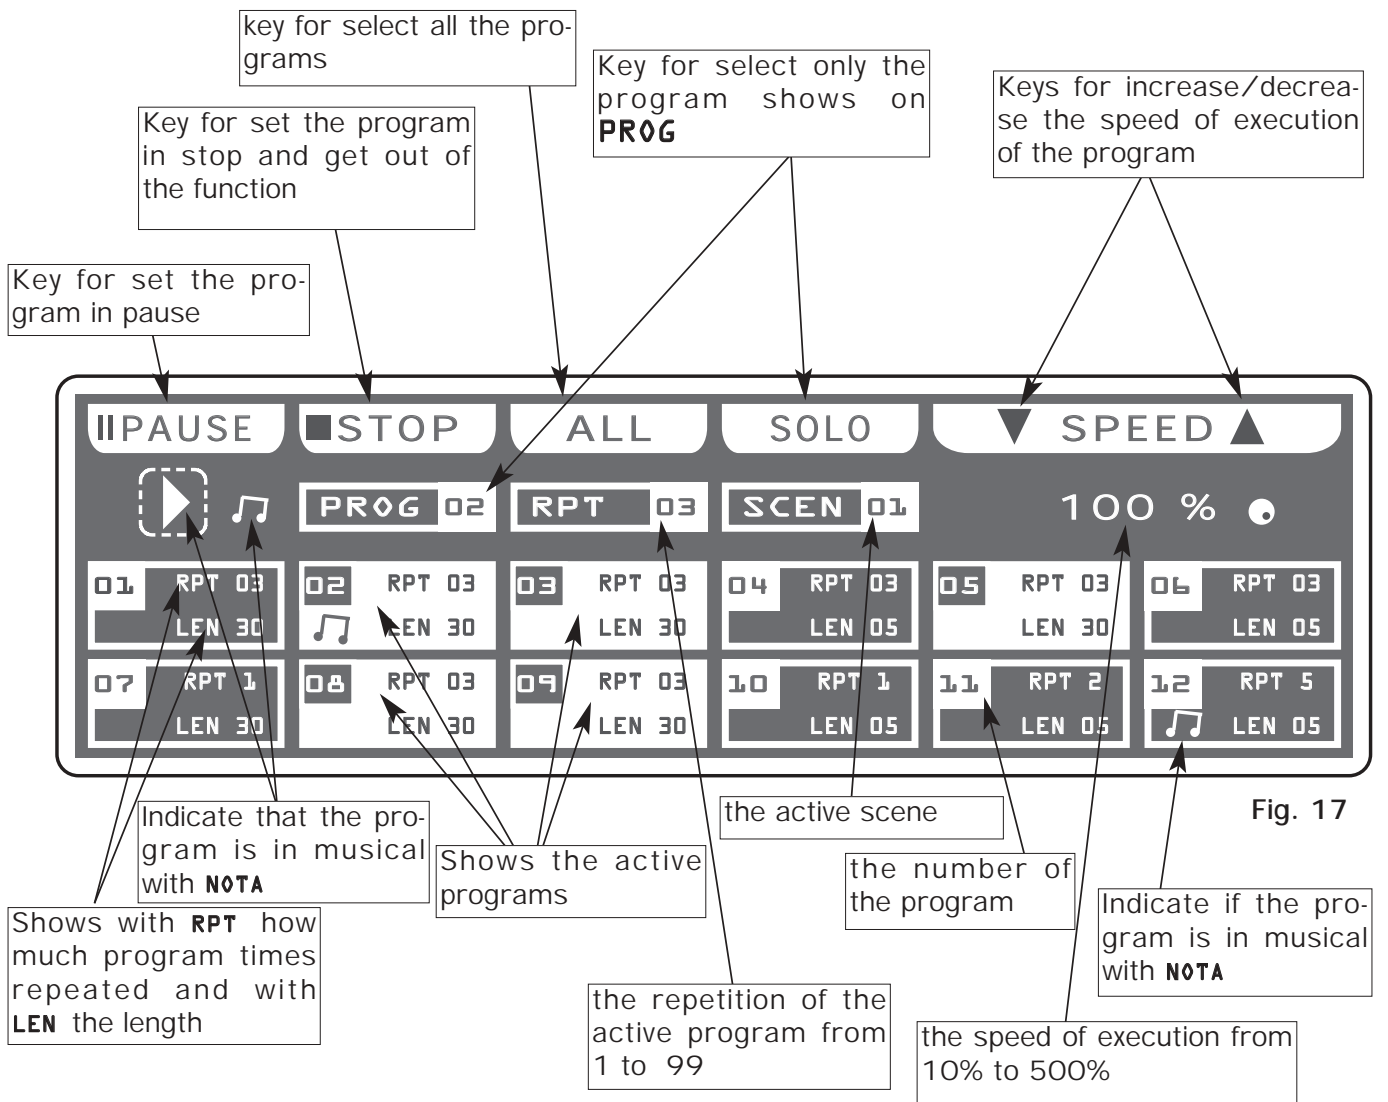 key for select all the pro-
grams
Key for select only the
program shows on
PROG
Keys for increase/decrea-
se the speed of execution
of the program
Key for set the program
in stop and get out of
the function
Key for set the pro-
gram in pause
PAUSE STOP ALL SOLO SPEED
PROG 02 RPT 03 SCEN 01 100 %
01 RPT 03 02 RPT 03 03 RPT 03 04 RPT 03 05 RPT 03 06 RPT 03
LEN 30 LEN 30 LEN 30 LEN 05 LEN 30 LEN 05
07 RPT 1 08 RPT 03 09 RPT 03 10 RPT 1 11 RPT 2 12 RPT 5
LEN 30 LEN 30 LEN 30 LEN 05 LEN 05 LEN 05
Fig. 17
Indicate that the pro-
gram is in musical
with NOTA
Shows the active
programs
the active scene
the number of
the program
Indicate if the pro-
gram is in musical
with NOTA
Shows with RPT how
much program times
repeated and with
LEN the length
the repetition of the
active program from
1 to 99
the speed of execution from
10% to 500%